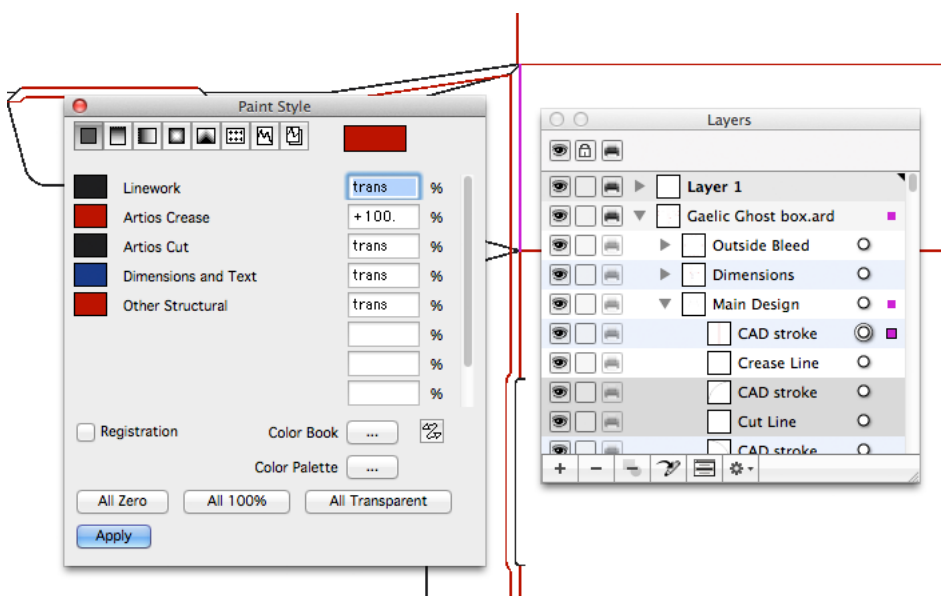 Paint Style
Linework trans %
Artios Crease +100. %
Artios Cut trans %
Dimensions and Text trans %
Other Structural trans %
%
%
%
Registration Color Book ...
Color Palette ...
All Zero All 100% All Transparent
Apply
Layers
Layer 1
Gaelic Ghost box.ard
Outside Bleed
Dimensions
Main Design
CAD stroke
Crease Line
CAD stroke
Cut Line
CAD stroke